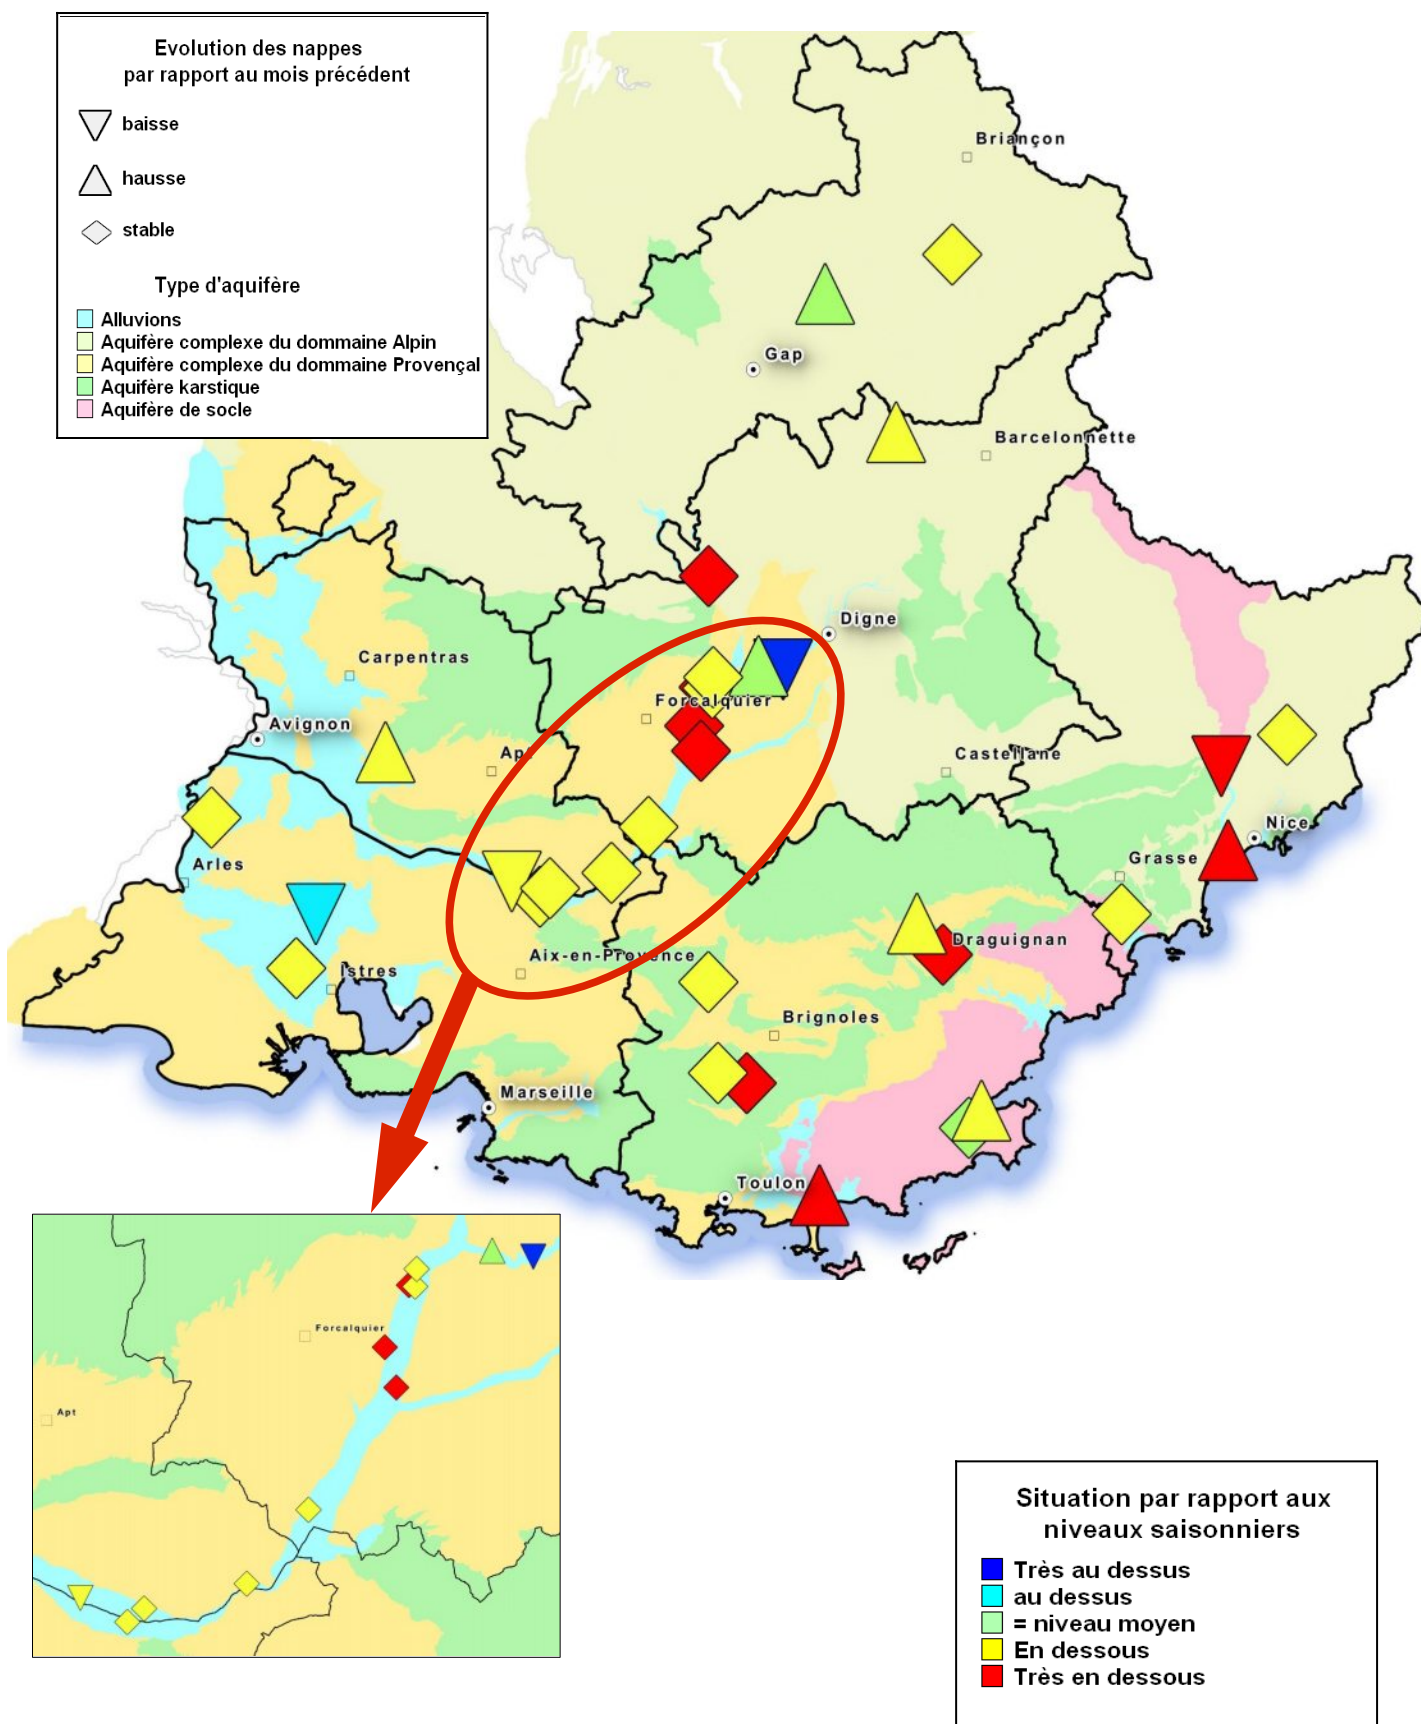 Evolution des nappes
par rapport au mois précédent
baisse
hausse
stable
Type d'aquifère
Alluvions
Aquifère complexe du dommaine Alpin
Aquifère complexe du dommaine Provençal
Aquifère karstique
Aquifère de socle
Briançon
Gap
Barcelonnette
Digne
Carpentras
Forcalquier
Avignon
Apt
Castellane
Nice
Arles
Grasse
Draguignan
Aix-en-Provence
Istres
Brignoles
Marseille
Toulon
Forcalquier
Apt
Situation par rapport aux
niveaux saisonniers
Très au dessus
au dessus
= niveau moyen
En dessous
Très en dessous